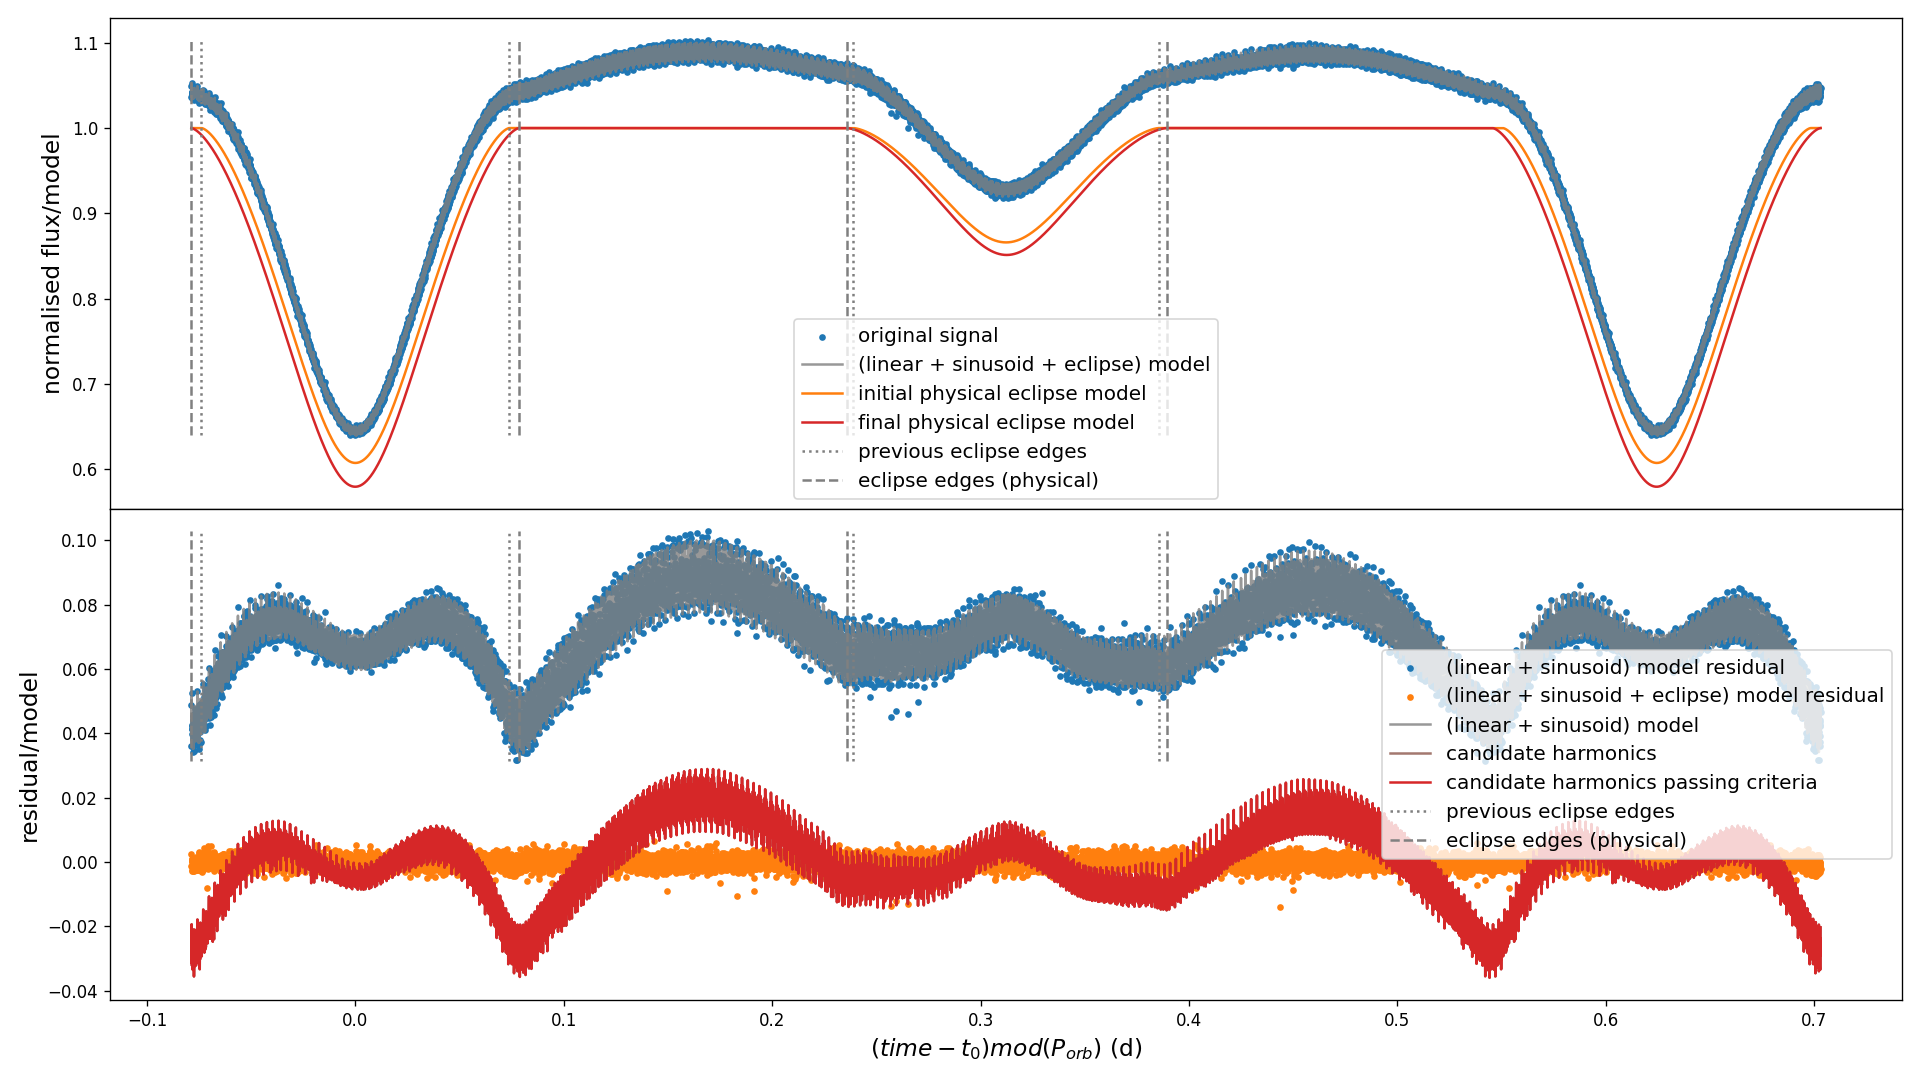 normalised flux/model
1.1
1.0
0.9
0.8
0.7
0.6
original signal
(linear + sinusoid + eclipse) model
initial physical eclipse model
final physical eclipse model
previous eclipse edges
eclipse edges (physical)
residual/model
0.10
0.08
0.06
0.04
0.02
0.00
−0.02
−0.04
(linear + sinusoid) model residual
(linear + sinusoid + eclipse) model residual
(linear + sinusoid) model
candidate harmonics
candidate harmonics passing criteria
previous eclipse edges
eclipse edges (physical)
−0.1 0.0 0.1 0.2 0.3 0.4 0.5 0.6 0.7
(time − t₀)mod(Pₒᵣb) (d)